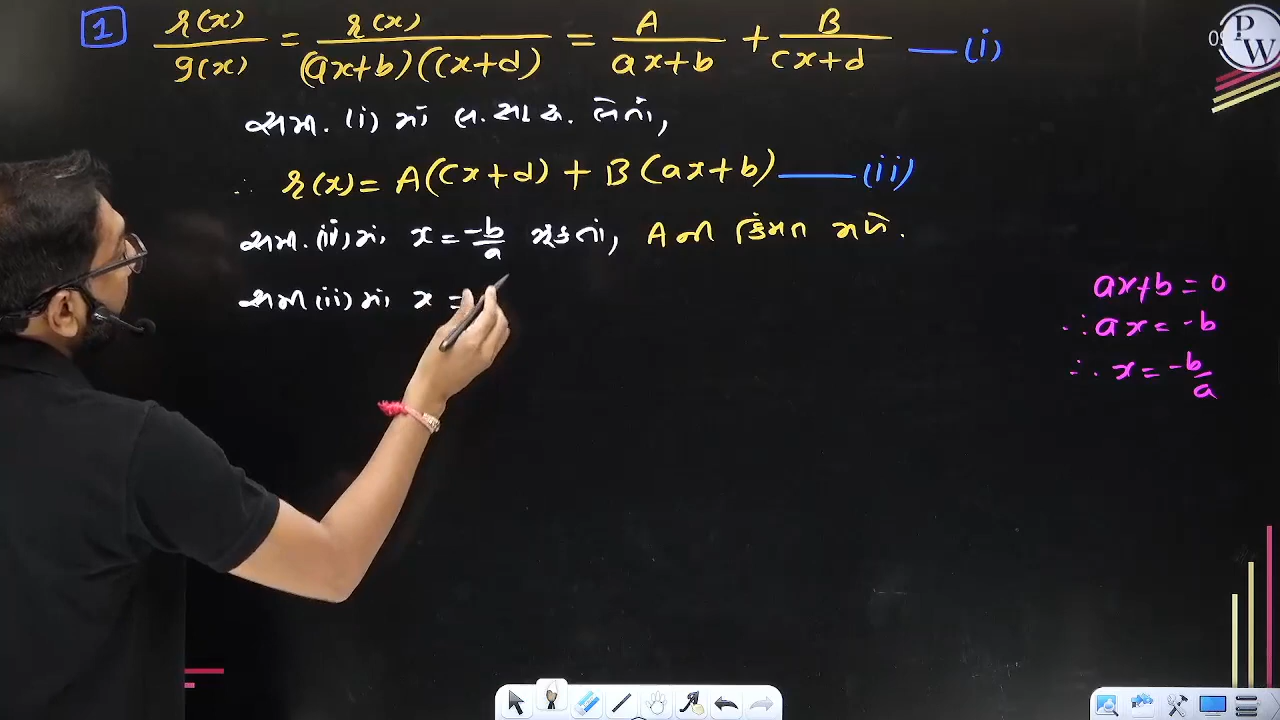 1 r(x)/g(x) = r(x)/(ax+b)(cx+d) = A/ax+b + B/cx+d —(i)
સમી. (i) માં લ.સા.અ. લેતાં,
∴ r(x) = A(cx+d) + B(ax+b) —(ii)
સમી. (ii) માં x = -b/a મૂકતાં, A ની કિંમત મળે.
સમી (ii) માં x =
ax+b = 0
∴ ax = -b
∴ x = -b/a
PW